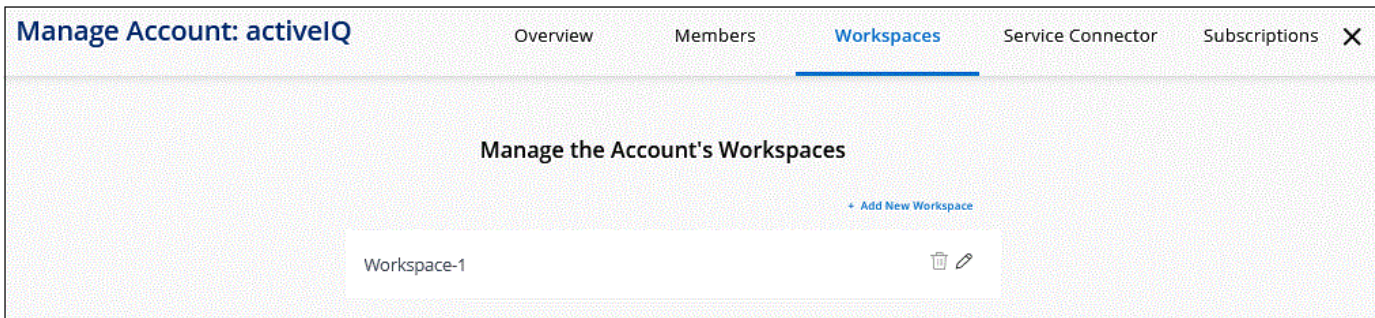 Manage Account: activeIQ
Overview Members Workspaces Service Connector Subscriptions
Manage the Account's Workspaces
+ Add New Workspace
Workspace-1